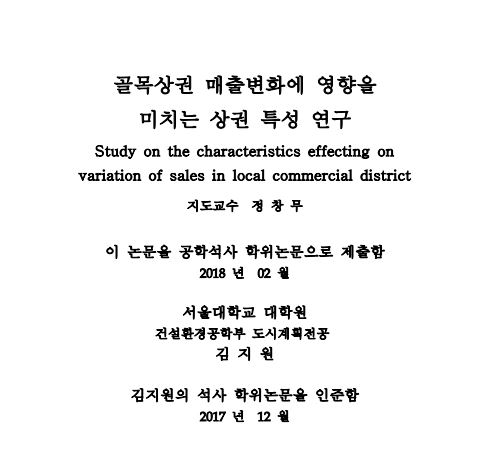 골목상권 매출변화에 영향을
미치는 상권 특성 연구
Study on the characteristics effecting on
variation of sales in local commercial district
지도교수 정 창 무
이 논문을 공학석사 학위논문으로 제출함
2018 년 02 월
서울대학교 대학원
건설환경공학부 도시계획전공
김 지 원
김지원의 석사 학위논문을 인준함
2017 년 12 월